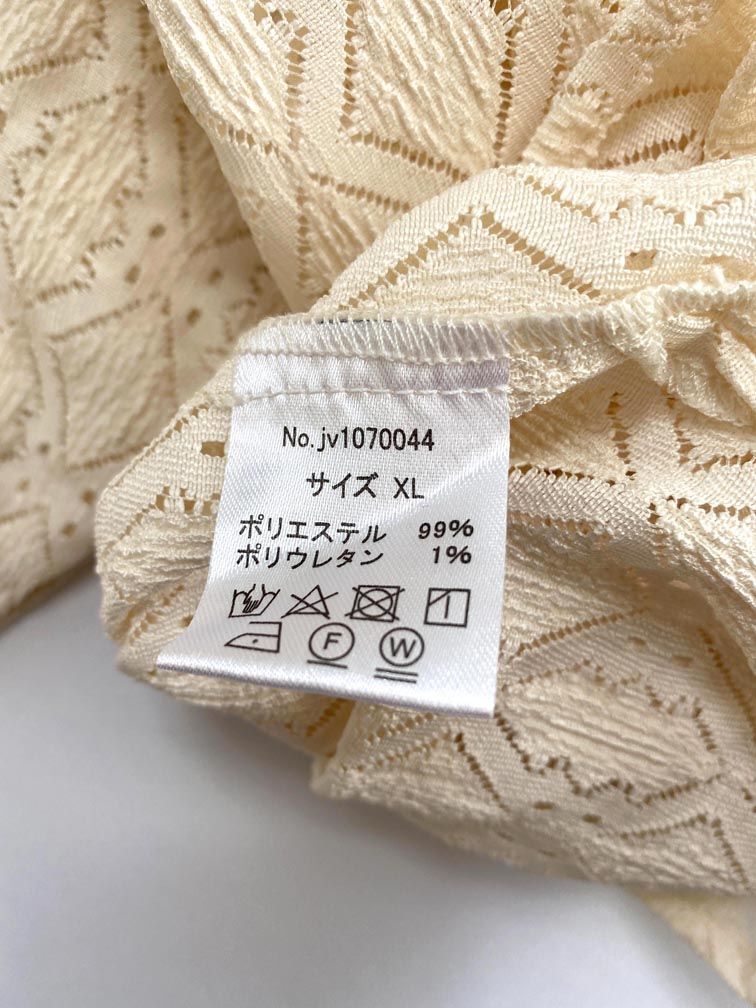 No. jv1070044
サイズ XL
ポリエステル 99%
ポリウレタン 1%
F W